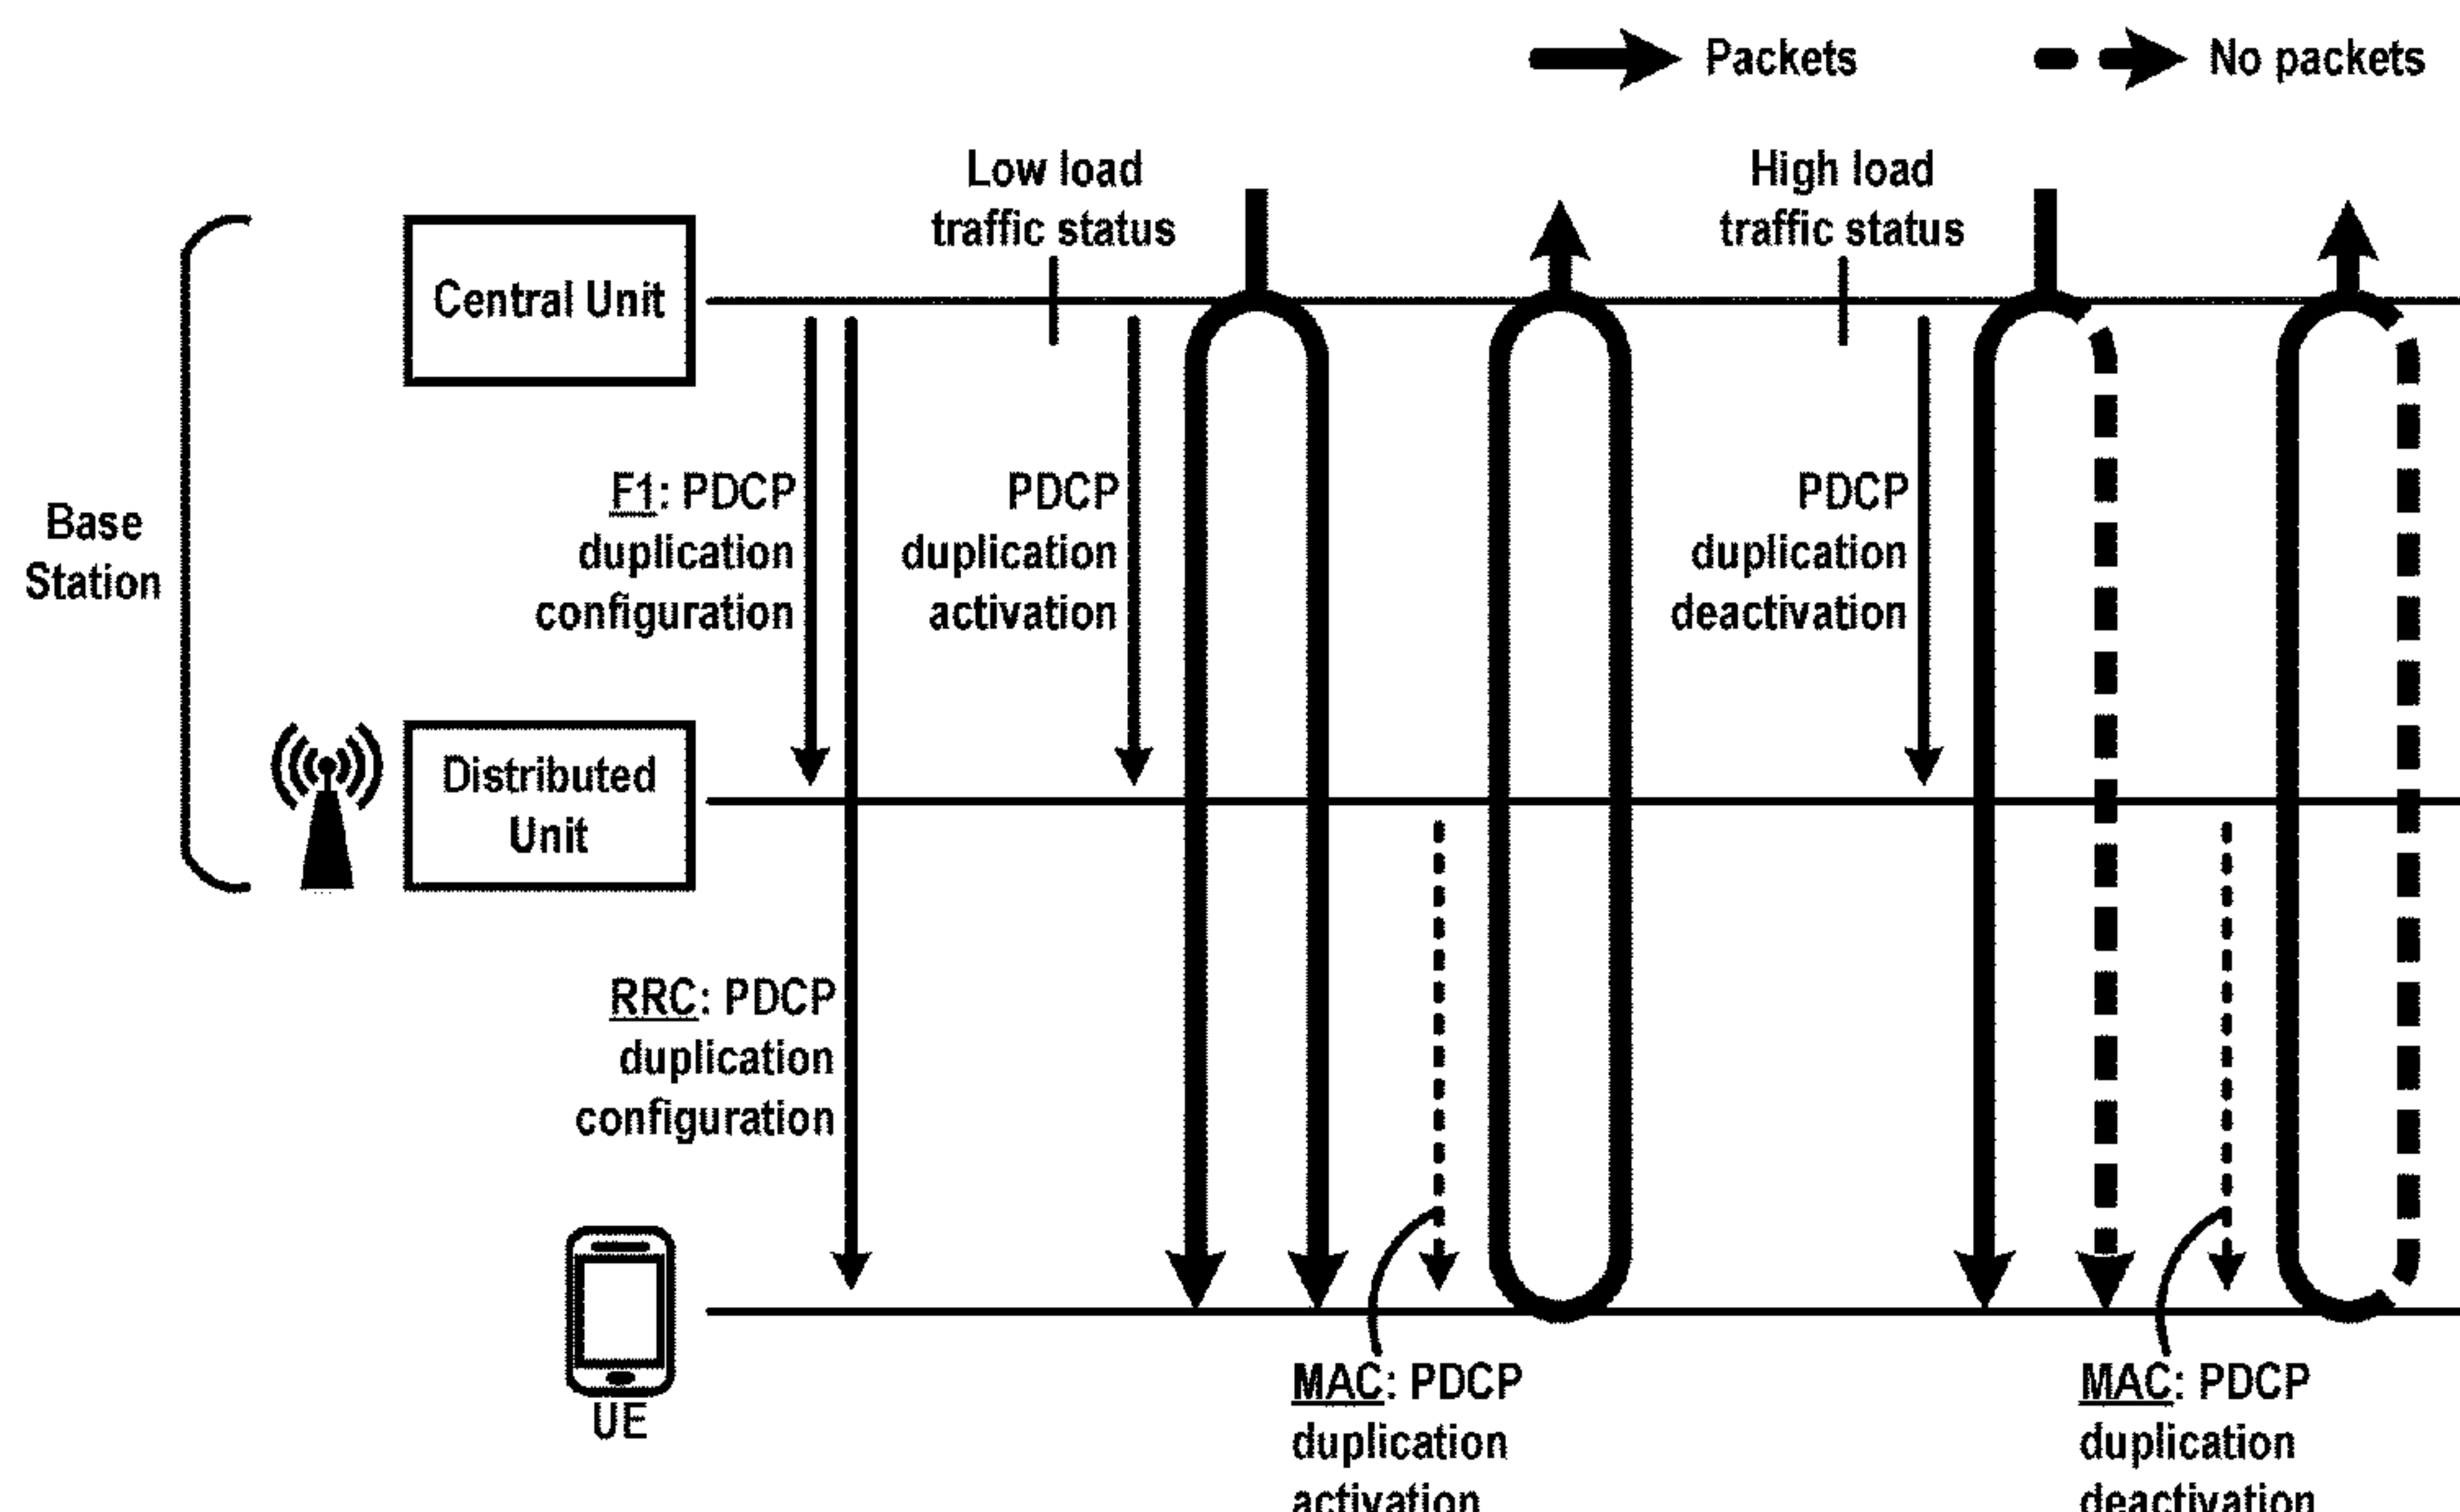 Packets
No packets
Low load
traffic status
High load
traffic status
Central Unit
Base
Station
F1: PDCP
duplication
configuration
PDCP
duplication
activation
PDCP
duplication
deactivation
Distributed
Unit
RRC: PDCP
duplication
configuration
UE
MAC: PDCP
duplication
activation
MAC: PDCP
duplication
deactivation